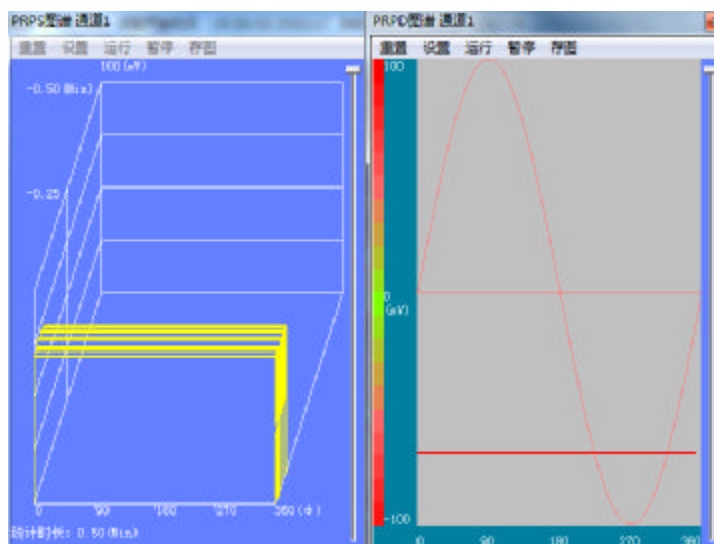 PRPS图谱 通道1
重置 设置 运行 暂停 存图
100(mV)
-0.50(Min)
-0.25
0 90 180 270 360(Φ)
统计时长: 0.50(Min)
PRPD图谱 通道1
重置 设置 运行 暂停 存图
100
0
(mV)
-100
0 90 180 270 360